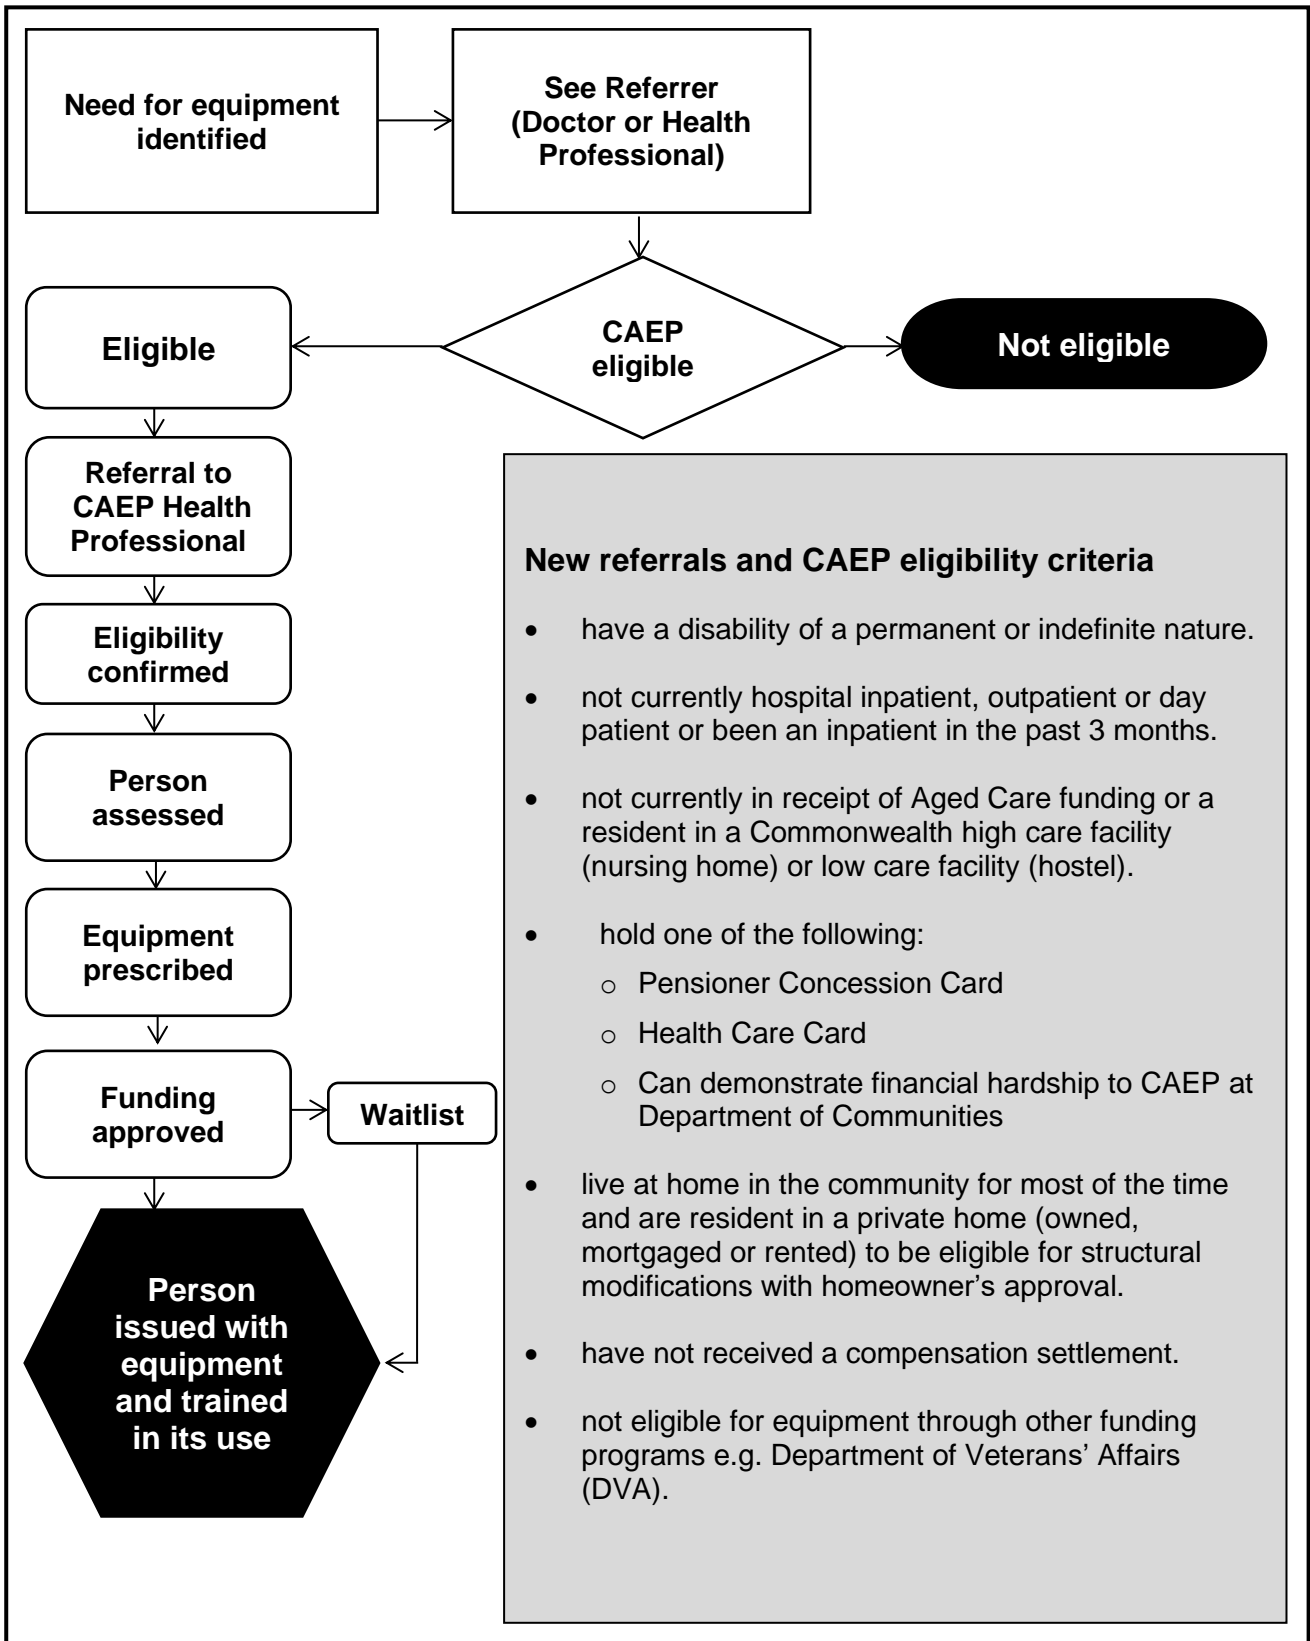 Need for equipment
identified
See Referrer
(Doctor or Health
Professional)
CAEP
eligible
Not eligible
Eligible
Referral to
CAEP Health
Professional
Eligibility
confirmed
Person
assessed
Equipment
prescribed
Funding
approved
Waitlist
Person
issued with
equipment
and trained
in its use
New referrals and CAEP eligibility criteria
• have a disability of a permanent or indefinite nature.
• not currently hospital inpatient, outpatient or day
patient or been an inpatient in the past 3 months.
• not currently in receipt of Aged Care funding or a
resident in a Commonwealth high care facility
(nursing home) or low care facility (hostel).
• hold one of the following:
o Pensioner Concession Card
o Health Care Card
o Can demonstrate financial hardship to CAEP at
Department of Communities
• live at home in the community for most of the time
and are resident in a private home (owned,
mortgaged or rented) to be eligible for structural
modifications with homeowner’s approval.
• have not received a compensation settlement.
• not eligible for equipment through other funding
programs e.g. Department of Veterans’ Affairs
(DVA).